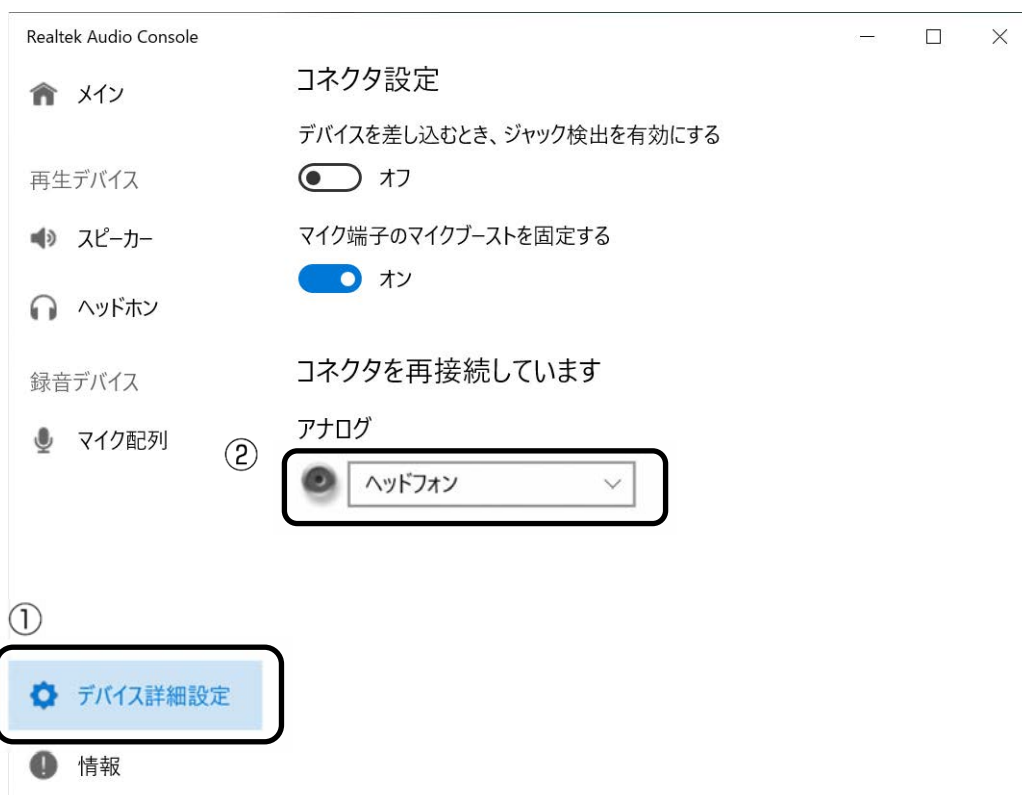 Realtek Audio Console
メイン
再生デバイス
スピーカー
ヘッドホン
録音デバイス
マイク配列
①
デバイス詳細設定
情報
コネクタ設定
デバイスを差し込むとき、ジャック検出を有効にする
オフ
マイク端子のマイクブーストを固定する
オン
コネクタを再接続しています
アナログ
②
ヘッドフォン